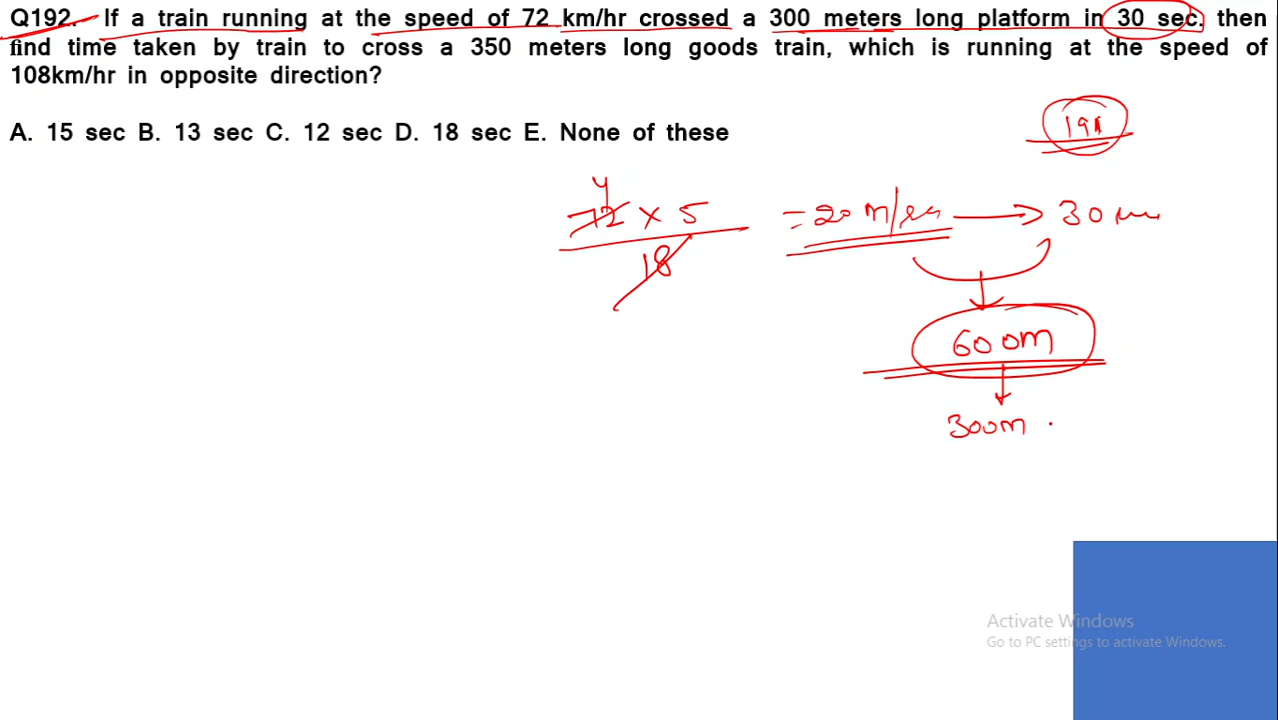 Q192. If a train running at the speed of 72 km/hr crossed a 300 meters long platform in 30 sec. then
find time taken by train to cross a 350 meters long goods train, which is running at the speed of
108km/hr in opposite direction?
A. 15 sec B. 13 sec C. 12 sec D. 18 sec E. None of these
191
4
72 × 5 = 20 m/sec → 30 sec
18
600m
300m
Activate Windows
Go to PC settings to activate Windows.